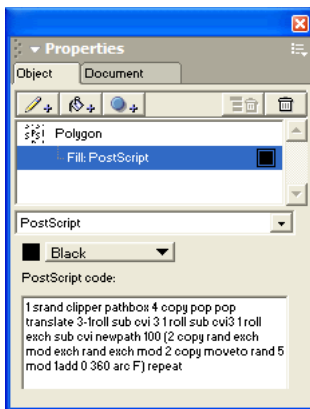 Properties
Object Document
Polygon
Fill: PostScript
PostScript
Black
PostScript code:
1 srand clipper pathbox 4 copy pop pop
translate 3-1roll sub cvi 3 1 roll sub cvi3 1 roll
exch sub cvi newpath 100 (2 copy rand exch
mod exch rand exch mod 2 copy moveto rand 5
mod 1add 0 360 arc F) repeat